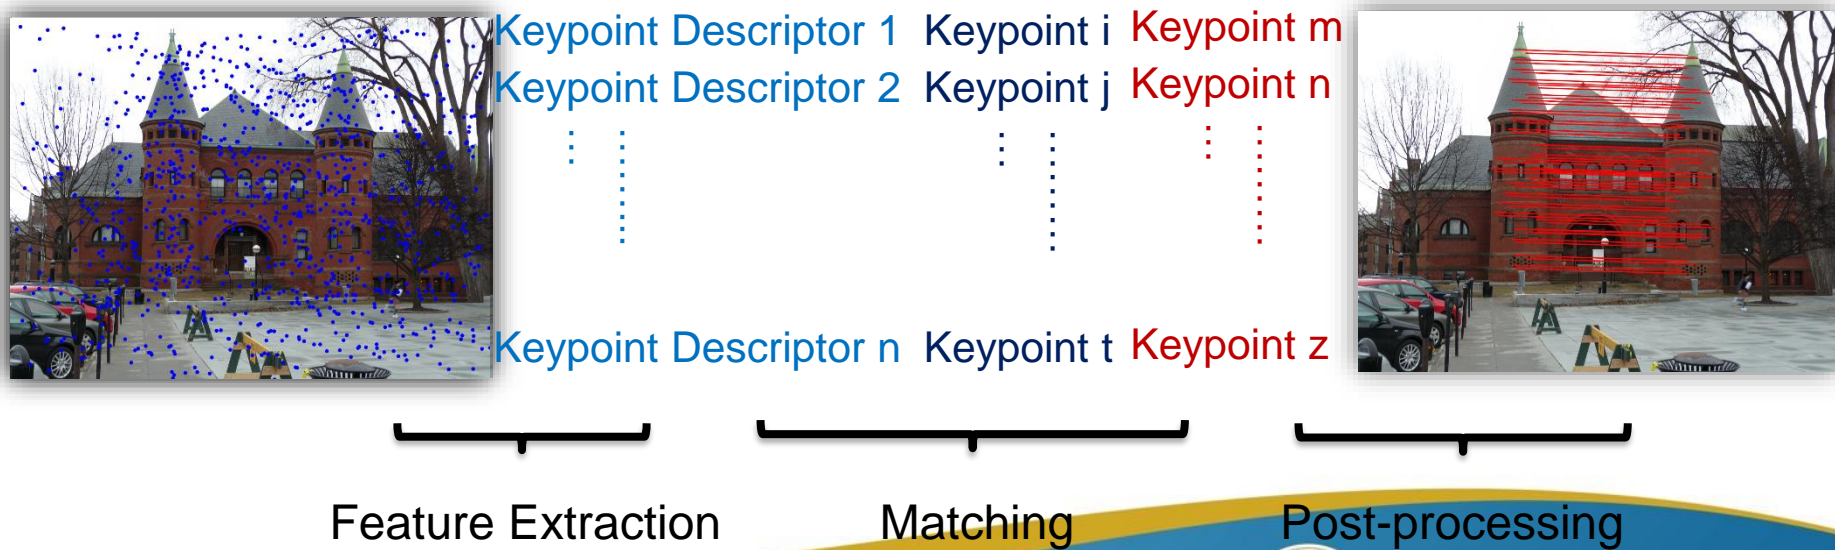 Keypoint Descriptor 1 Keypoint i Keypoint m
Keypoint Descriptor 2 Keypoint j Keypoint n
Keypoint Descriptor n Keypoint t Keypoint z
Feature Extraction Matching Post-processing